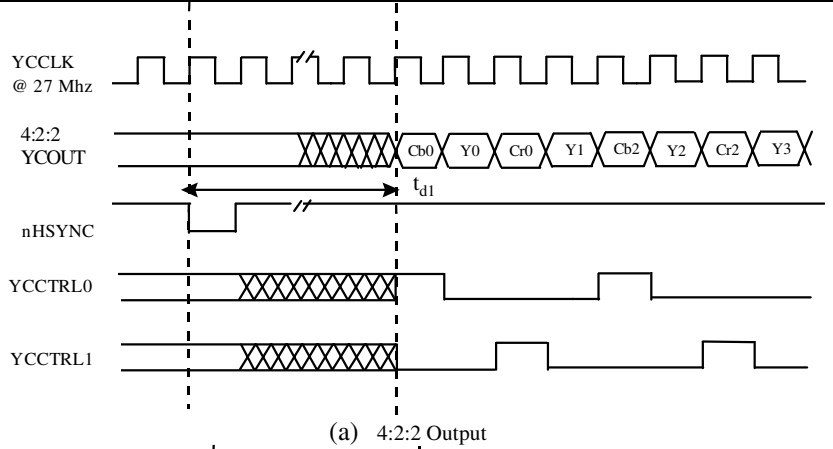 YCCLK
@ 27 Mhz
4:2:2
YCOUT
Cb0 Y0 Cr0 Y1 Cb2 Y2 Cr2 Y3
td1
nHSYNC
YCCTRL0
YCCTRL1
(a) 4:2:2 Output